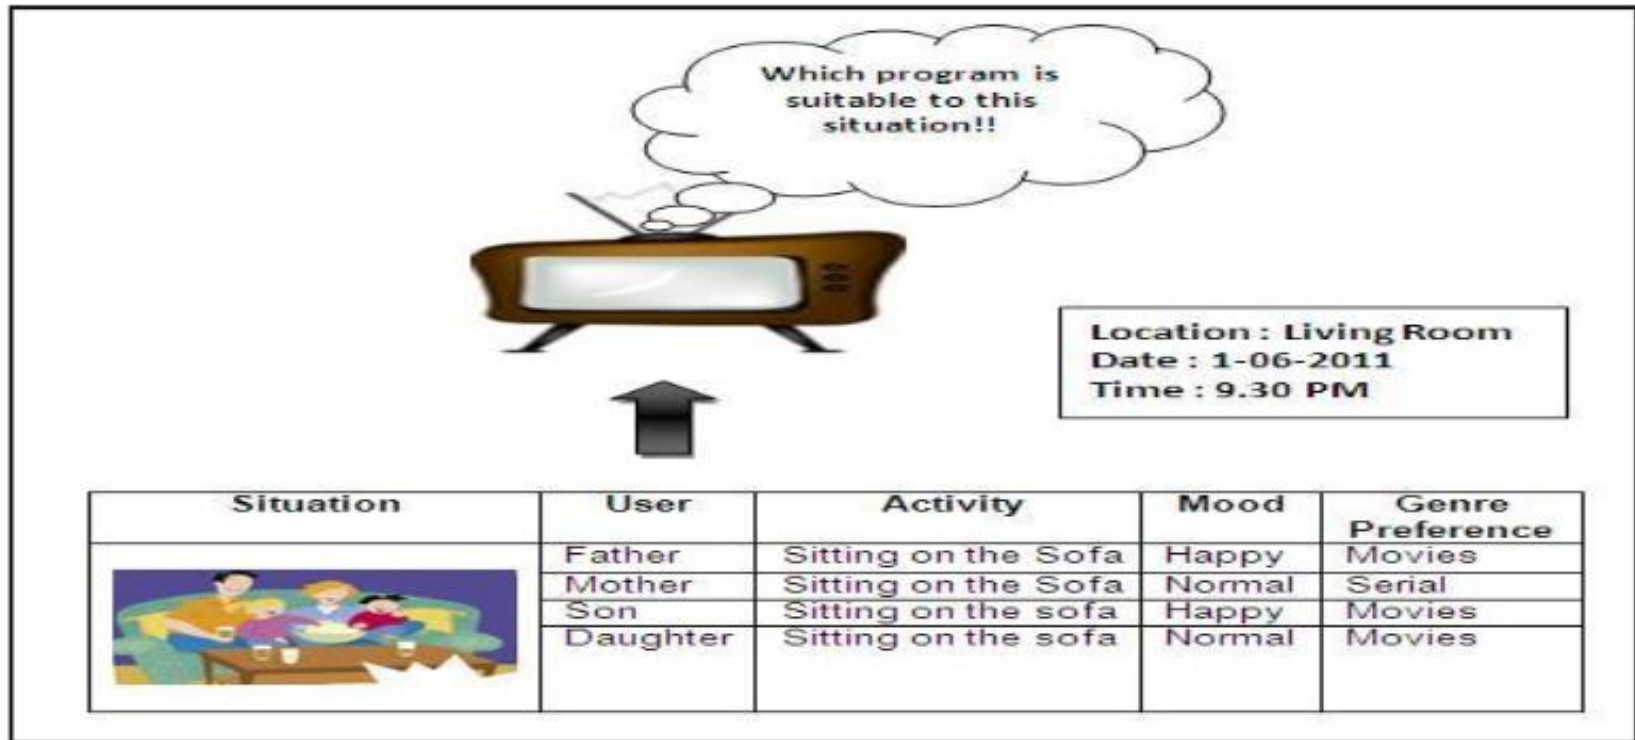 Which program is
suitable to this
situation!!
Location : Living Room
Date : 1-06-2011
Time : 9.30 PM
Situation User Activity Mood Genre
Preference
Father Sitting on the Sofa Happy Movies
Mother Sitting on the Sofa Normal Serial
Son Sitting on the sofa Happy Movies
Daughter Sitting on the sofa Normal Movies